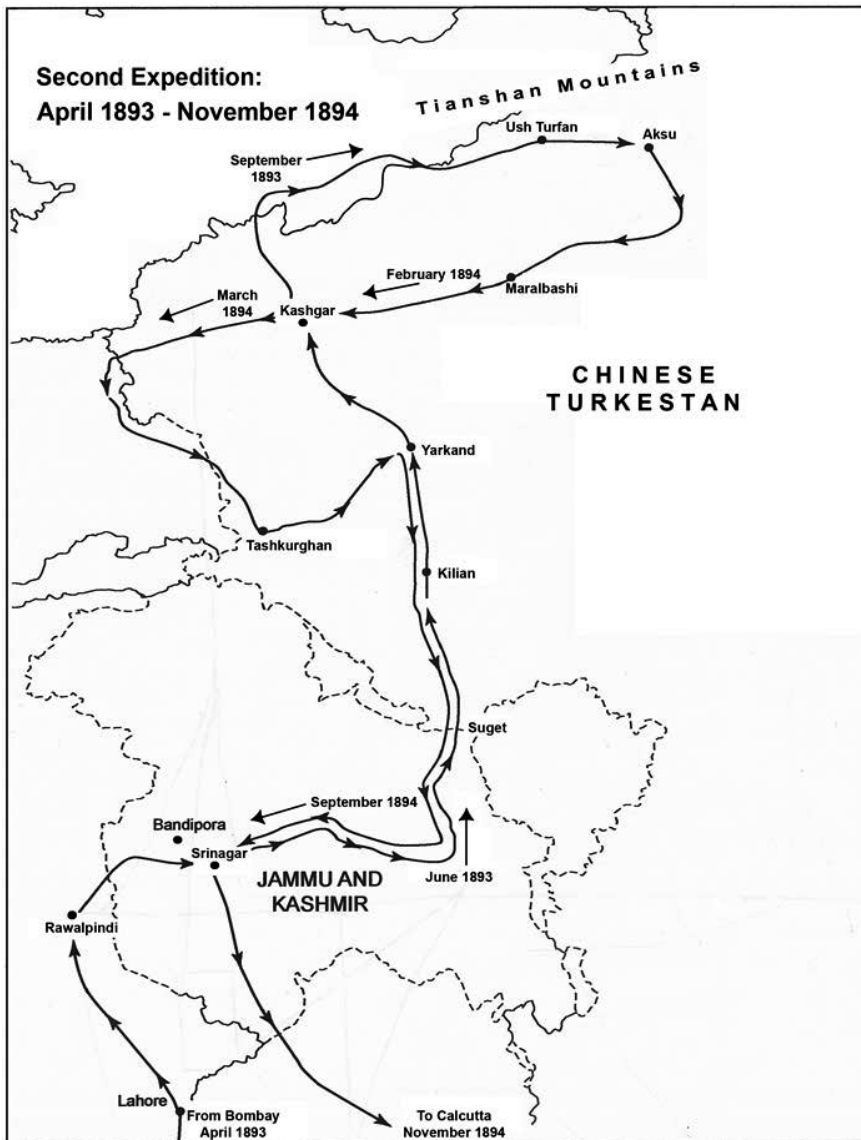 Second Expedition:
April 1893 - November 1894
Tianshan Mountains
Ush Turfan
Aksu
September
1893
February 1894
Maralbashi
March
1894
Kashgar
CHINESE
TURKESTAN
Yarkand
Tashkurghan
Kilian
Suget
September 1894
Bandipora
Srinagar
June 1893
JAMMU AND
KASHMIR
Rawalpindi
Lahore
From Bombay
April 1893
To Calcutta
November 1894